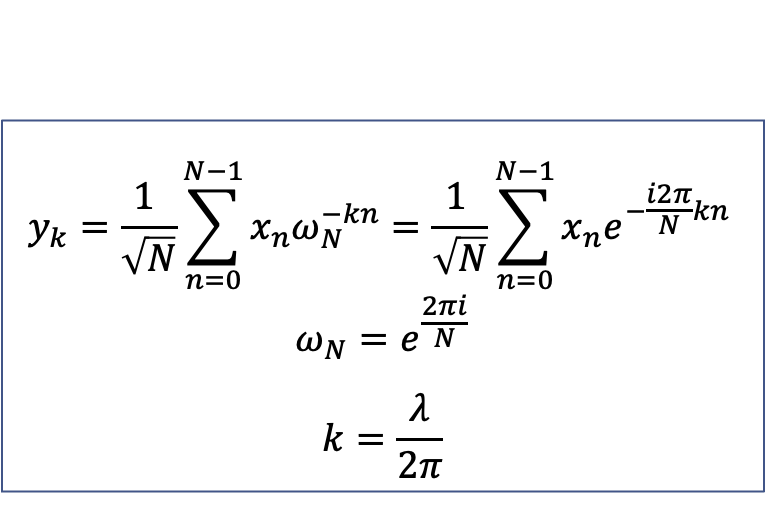 y_k = \frac{1}{\sqrt{N}} \sum_{n=0}^{N-1} x_n \omega_N^{-kn} = \frac{1}{\sqrt{N}} \sum_{n=0}^{N-1} x_n e^{-\frac{i2\pi}{N}kn}
\omega_N = e^{\frac{2\pi i}{N}}
k = \frac{\lambda}{2\pi}